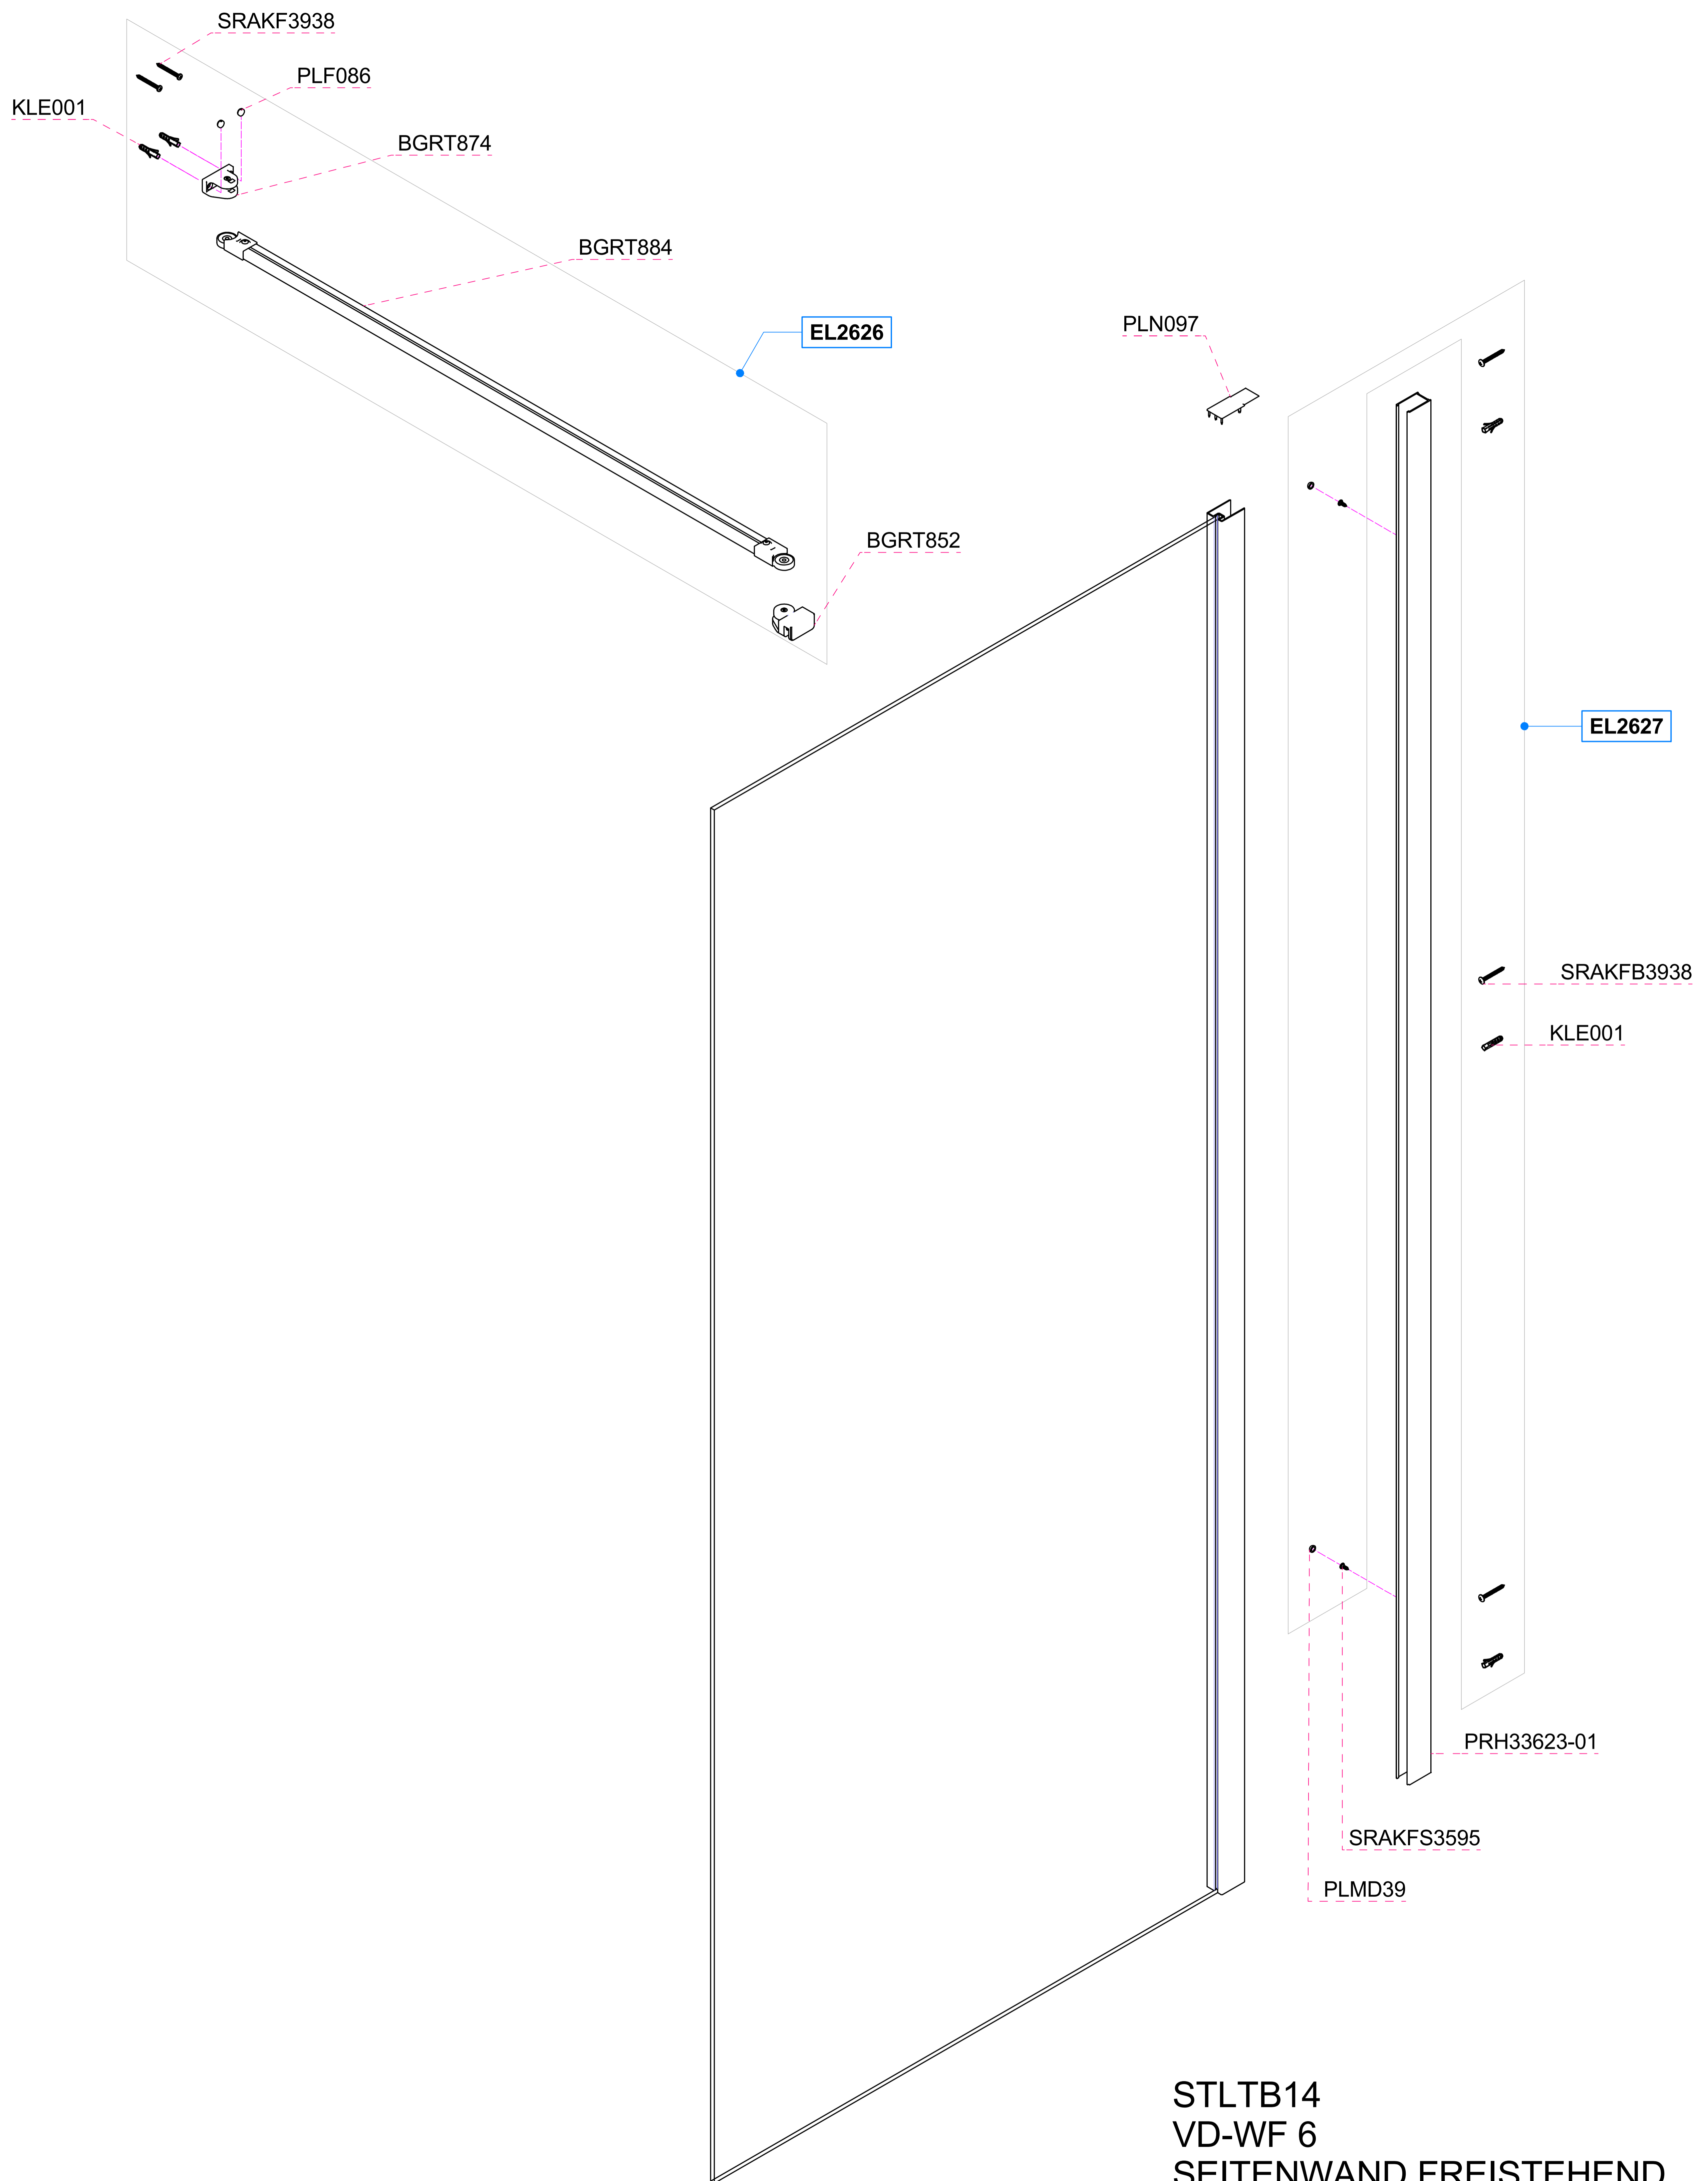 SRAKF3938
PLF086
KLE001
BGRT874
BGRT884
EL2626
PLN097
BGRT852
EL2627
SRAKFB3938
KLE001
PRH33623-01
SRAKFS3595
PLMD39
STLTB14
VD-WF 6
SEITENWAND FREISTEHEND